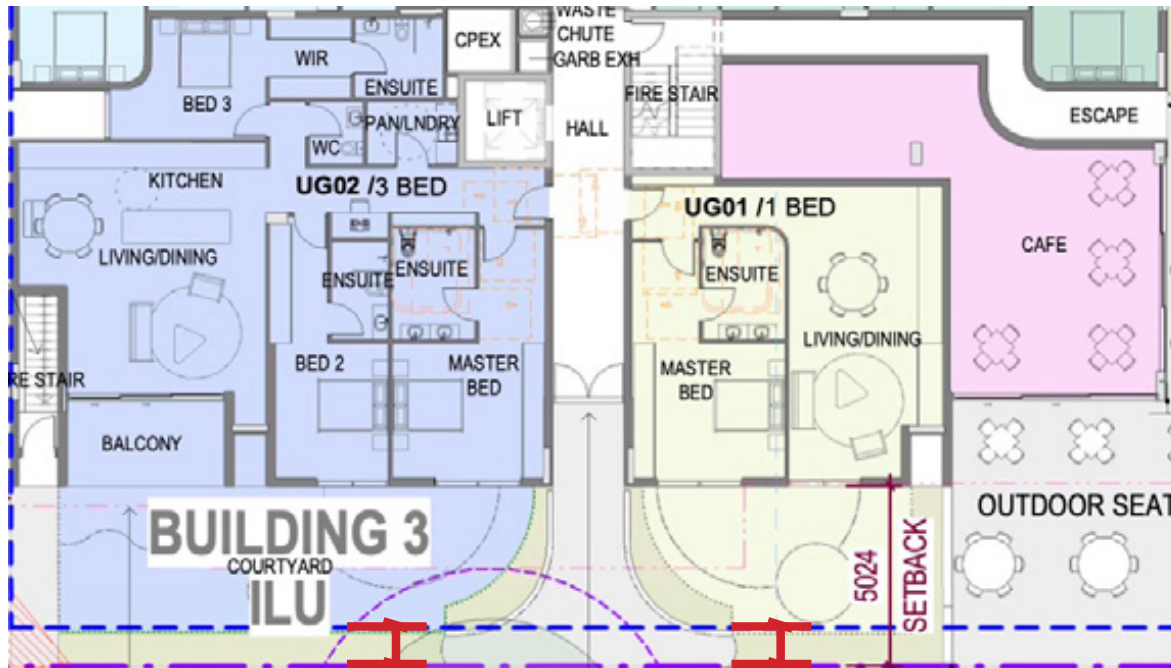 WASTE
CHUTE
CPEX
GARB EXH
WIR
ENSUITE
BED 3
FIRE STAIR
ESCAPE
LIFT
HALL
PAN/LNDRY
WC
KITCHEN
UG02 /3 BED
UG01 /1 BED
CAFE
LIVING/DINING
ENSUITE
ENSUITE
ENSUITE
LIVING/DINING
BED 2
MASTER
BED
MASTER
BED
RE STAIR
BALCONY
OUTDOOR SEAT
BUILDING 3
COURTYARD
ILU
5024
SETBACK